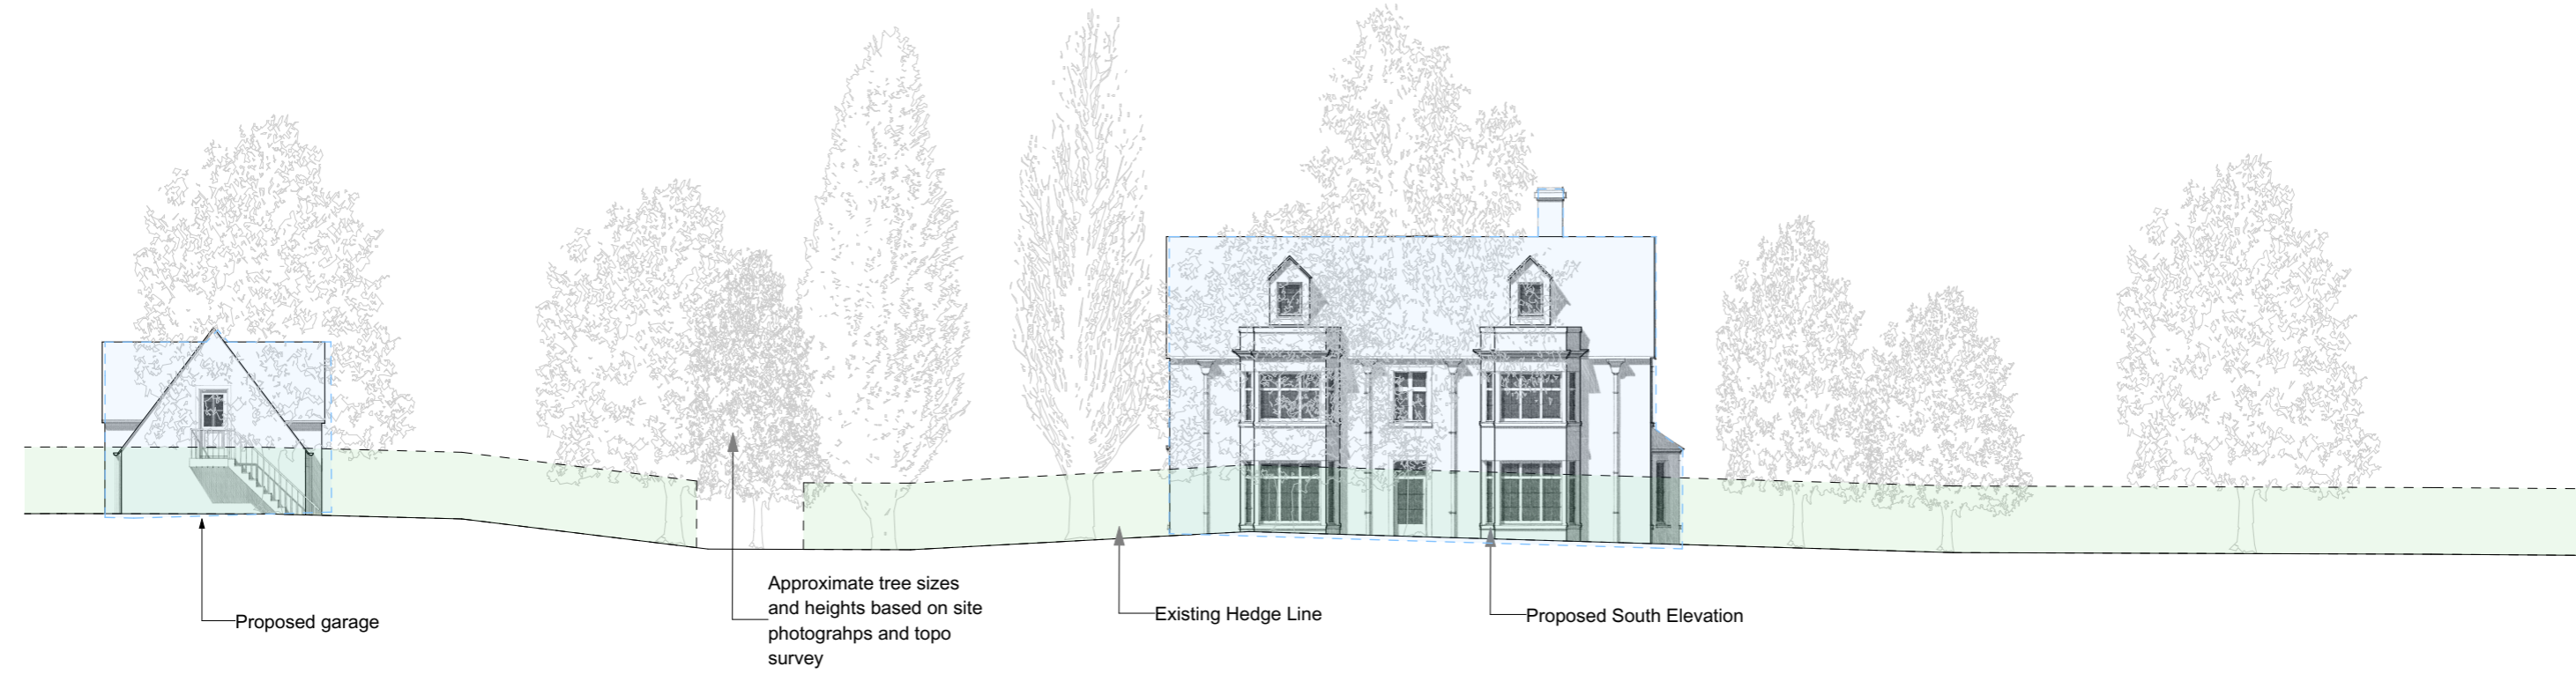 Proposed garage
Approximate tree sizes
and heights based on site
photograhps and topo
survey
Existing Hedge Line
Proposed South Elevation